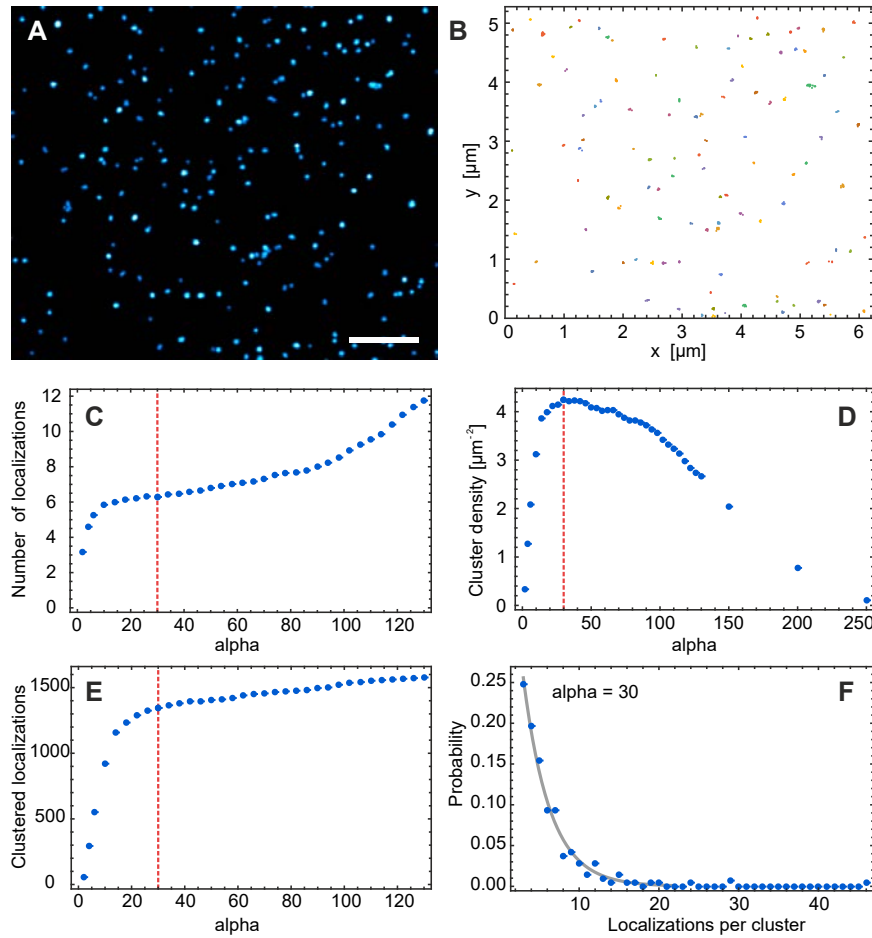 A
B
5
4
3
2
1
0
y [µm]
0 1 2 3 4 5 6
x [µm]
C
12
10
8
6
4
2
0
Number of localizations
0 20 40 60 80 100 120
alpha
D
4
3
2
1
0
Cluster density [µm⁻²]
0 50 100 150 200 250
alpha
E
1500
1000
500
0
Clustered localizations
0 20 40 60 80 100 120
alpha
F
alpha = 30
0.25
0.20
0.15
0.10
0.05
0.00
Probability
10 20 30 40
Localizations per cluster